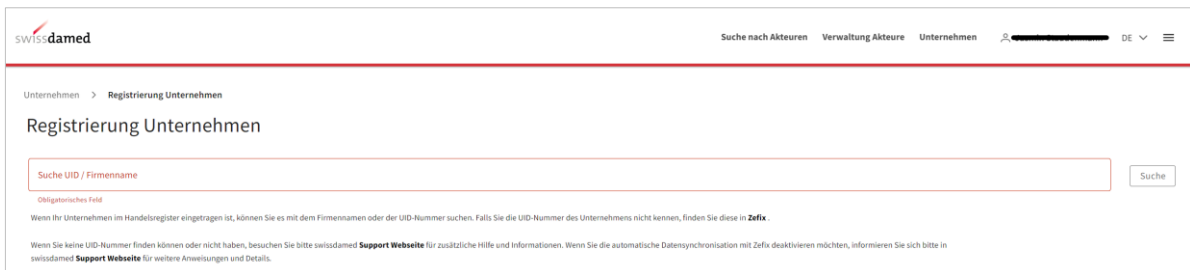 swissdamed
Suche nach Akteuren Verwaltung Akteure Unternehmen DE
Unternehmen > Registrierung Unternehmen
Registrierung Unternehmen
Suche UID / Firmenname
Suche
Obligatorisches Feld
Wenn Ihr Unternehmen im Handelsregister eingetragen ist, können Sie es mit dem Firmennamen oder der UID-Nummer suchen. Falls Sie die UID-Nummer des Unternehmens nicht kennen, finden Sie diese in Zefix .
Wenn Sie keine UID-Nummer finden können oder nicht haben, besuchen Sie bitte swissdamed Support Webseite für zusätzliche Hilfe und Informationen. Wenn Sie die automatische Datensynchronisation mit Zefix deaktivieren möchten, informieren Sie sich bitte in
swissdamed Support Webseite für weitere Anweisungen und Details.